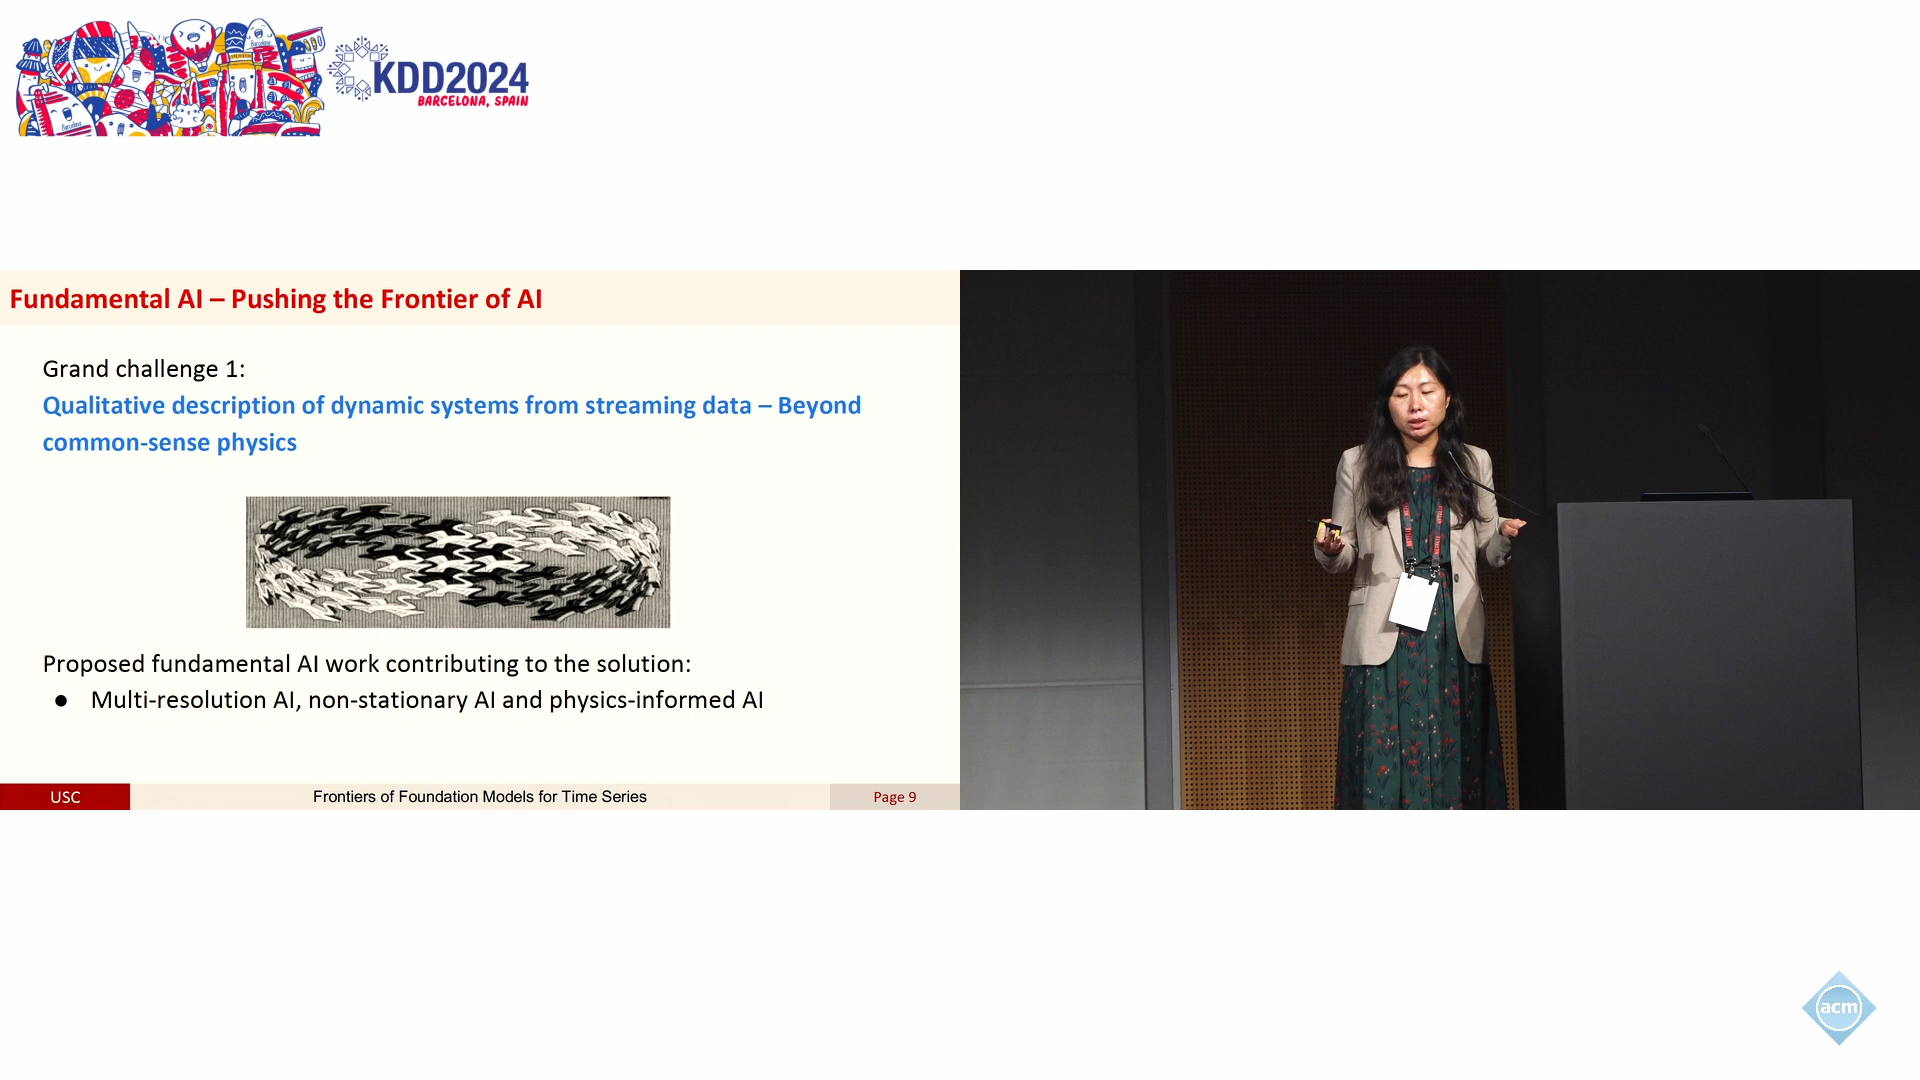 KDD2024
BARCELONA, SPAIN
Fundamental AI – Pushing the Frontier of AI
Grand challenge 1:
Qualitative description of dynamic systems from streaming data – Beyond
common-sense physics
Proposed fundamental AI work contributing to the solution:
● Multi-resolution AI, non-stationary AI and physics-informed AI
USC
Frontiers of Foundation Models for Time Series
Page 9
acm